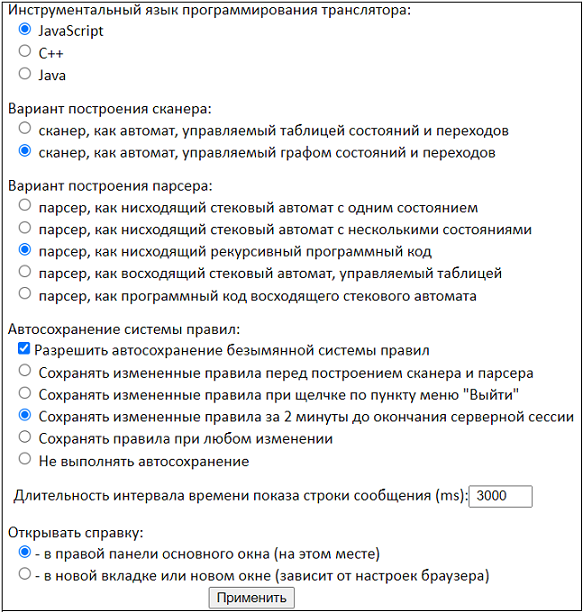 Инструментальный язык программирования транслятора:
JavaScript
C++
Java
Вариант построения сканера:
сканер, как автомат, управляемый таблицей состояний и переходов
сканер, как автомат, управляемый графом состояний и переходов
Вариант построения парсера:
парсер, как нисходящий стековый автомат с одним состоянием
парсер, как нисходящий стековый автомат с несколькими состояниями
парсер, как нисходящий рекурсивный программный код
парсер, как восходящий стековый автомат, управляемый таблицей
парсер, как программный код восходящего стекового автомата
Автосохранение системы правил:
Разрешить автосохранение безымянной системы правил
Сохранять измененные правила перед построением сканера и парсера
Сохранять измененные правила при щелчке по пункту меню "Выйти"
Сохранять измененные правила за 2 минуты до окончания серверной сессии
Сохранять правила при любом изменении
Не выполнять автосохранение
Длительность интервала времени показа строки сообщения (ms): 3000
Открывать справку:
- в правой панели основного окна (на этом месте)
- в новой вкладке или новом окне (зависит от настроек браузера)
Применить